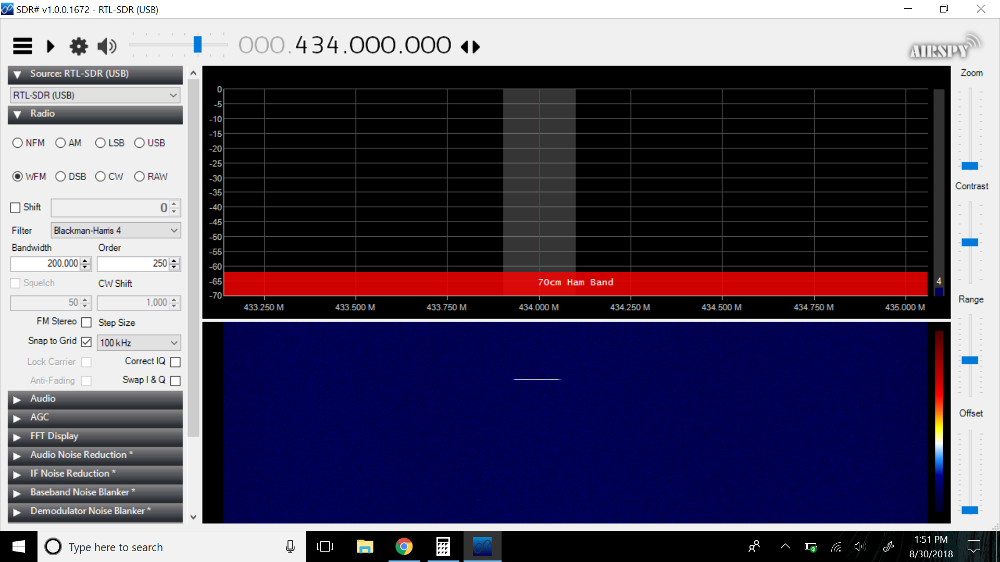 SDR# v1.0.0.1672 - RTL-SDR (USB)
000.434.000.000
AIRSPY
Source: RTL-SDR (USB)
RTL-SDR (USB)
Radio
NFM AM LSB USB
WFM DSB CW RAW
Shift 0
Filter Blackman-Harris 4
Bandwidth Order
200,000 250
Squelch CW Shift
50 1,000
FM Stereo Step Size
Snap to Grid 100 kHz
Lock Carrier Correct IQ
Anti-Fading Swap I & Q
Audio
AGC
FFT Display
Audio Noise Reduction *
IF Noise Reduction *
Baseband Noise Blanker *
Demodulator Noise Blanker *
0
-5
-10
-15
-20
-25
-30
-35
-40
-45
-50
-55
-60
-65
-70
70cm Ham Band
4
433.250 M 433.500 M 433.750 M 434.000 M 434.250 M 434.500 M 434.750 M 435.000 M
Zoom
Contrast
Range
Offset
Type here to search
1:51 PM
8/30/2018